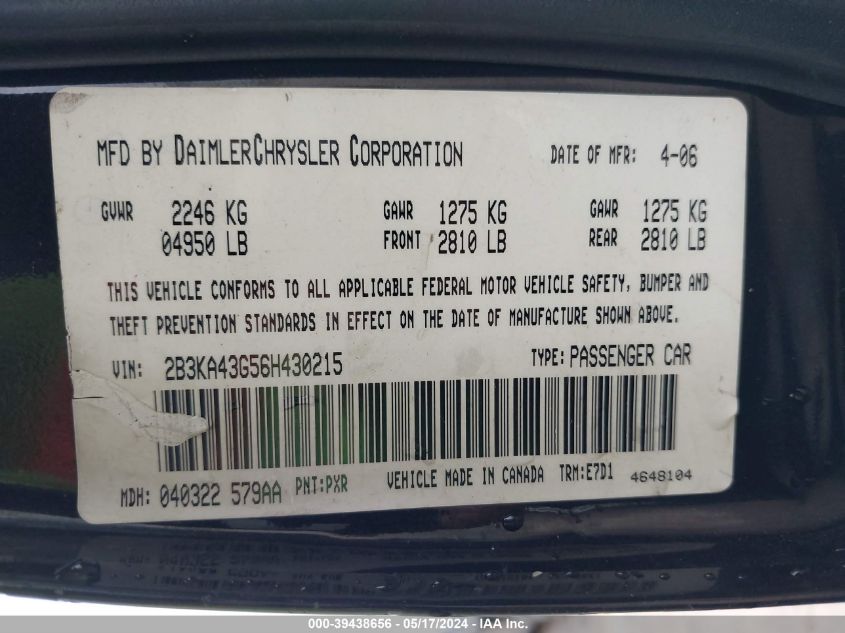 MFD BY DAIMLERCHRYSLER CORPORATION DATE OF MFR: 4-06
GVWR 2246 KG GAWR 1275 KG GAWR 1275 KG
04950 LB FRONT 2810 LB REAR 2810 LB
THIS VEHICLE CONFORMS TO ALL APPLICABLE FEDERAL MOTOR VEHICLE SAFETY, BUMPER AND
THEFT PREVENTION STANDARDS IN EFFECT ON THE DATE OF MANUFACTURE SHOWN ABOVE.
VIN: 2B3KA43G56H430215 TYPE: PASSENGER CAR
MDH: 040322 579AA PNT:PXR VEHICLE MADE IN CANADA TRM:E7D1 4648104
000-39438656 - 05/17/2024 - IAAI.COM